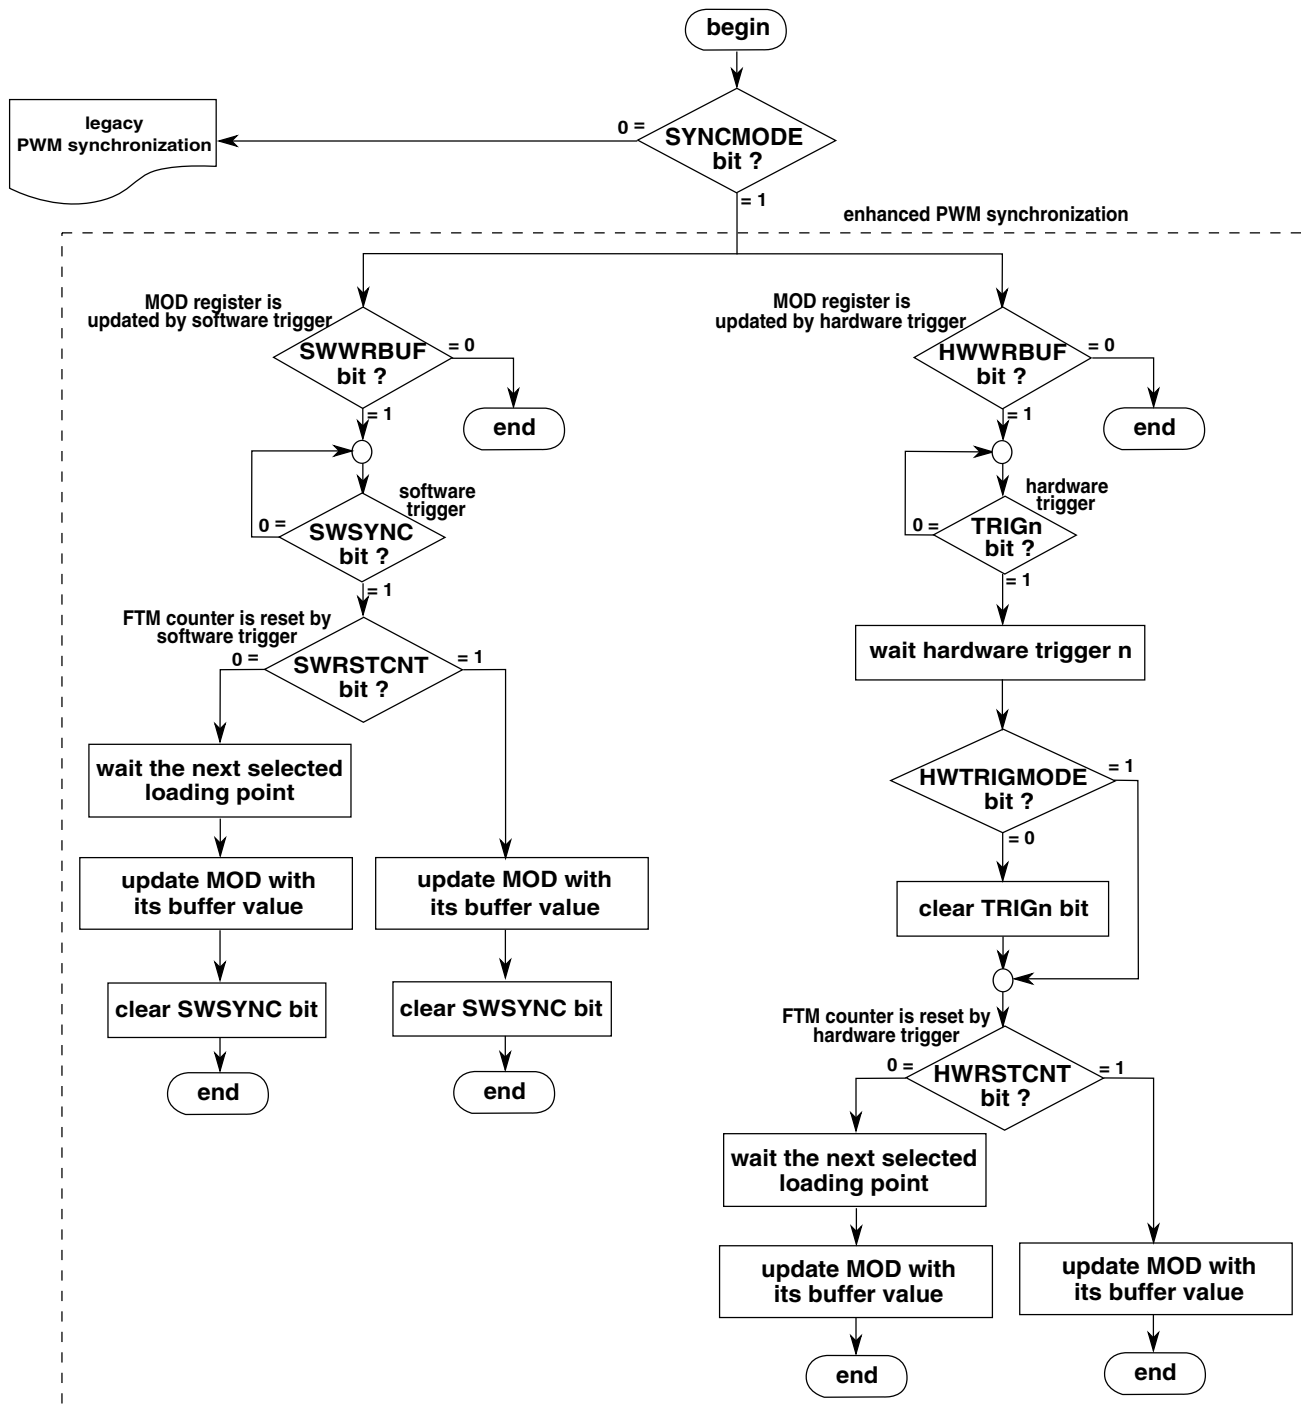 begin
legacy
PWM synchronization
0 =
SYNCMODE
bit ?
= 1
enhanced PWM synchronization
MOD register is
updated by software trigger
SWWRBUF
bit ?
= 0
= 1
end
software
trigger
0 =
SWSYNC
bit ?
= 1
FTM counter is reset by
software trigger
0 =
SWRSTCNT
bit ?
= 1
wait the next selected
loading point
update MOD with
its buffer value
clear SWSYNC bit
end
update MOD with
its buffer value
clear SWSYNC bit
end
MOD register is
updated by hardware trigger
HWWRBUF
bit ?
= 0
= 1
end
hardware
trigger
0 =
TRIGn
bit ?
= 1
wait hardware trigger n
HWTRIGMODE
bit ?
= 1
= 0
clear TRIGn bit
FTM counter is reset by
hardware trigger
0 =
HWRSTCNT
bit ?
= 1
wait the next selected
loading point
update MOD with
its buffer value
end
update MOD with
its buffer value
end